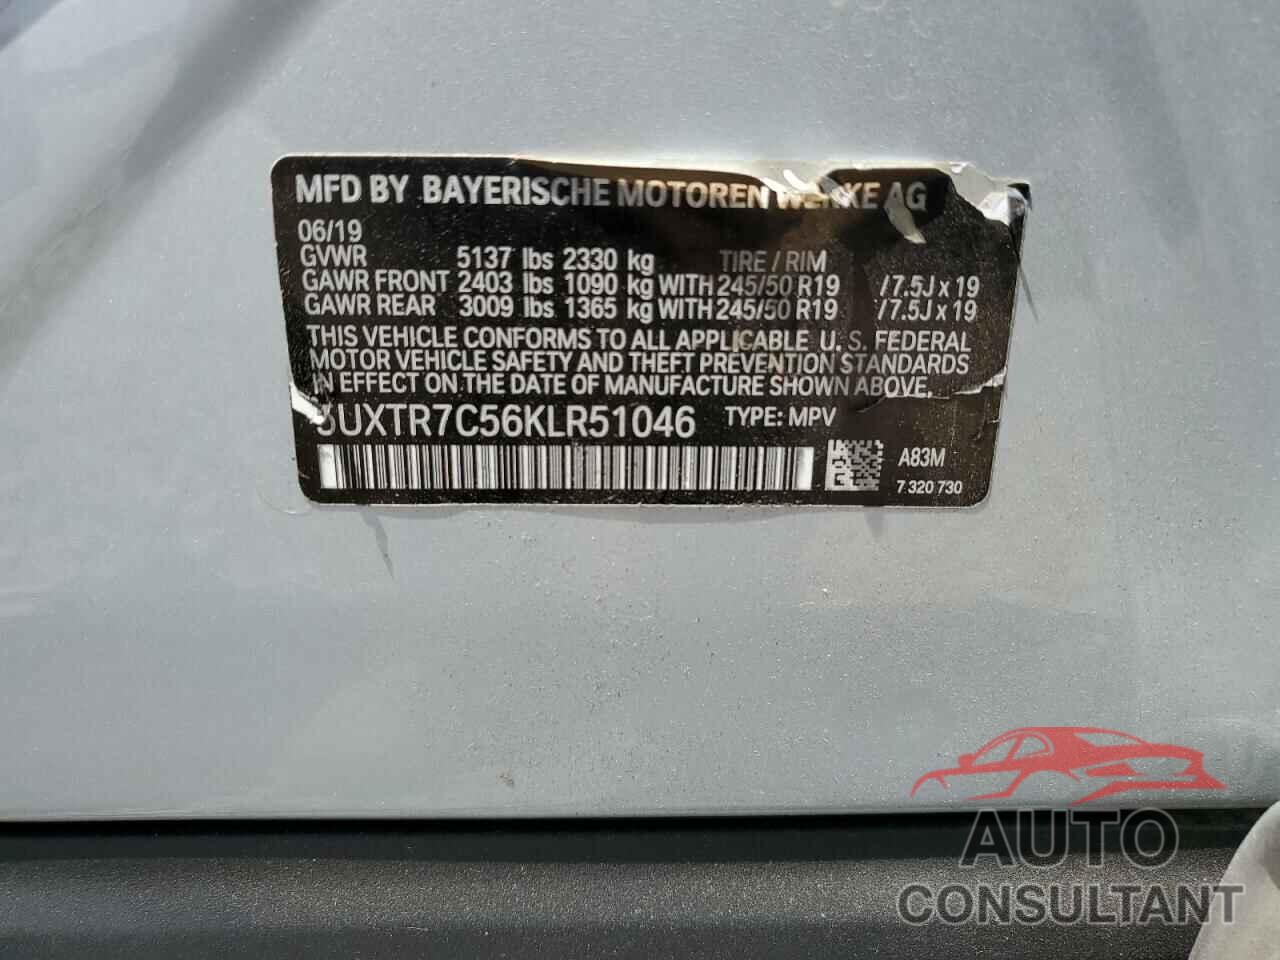 MFD BY BAYERISCHE MOTOREN WERKE AG
06/19
GVWR 5137 lbs 2330 kg TIRE / RIM
GAWR FRONT 2403 lbs 1090 kg WITH 245/50 R19 / 7.5J x 19
GAWR REAR 3009 lbs 1365 kg WITH 245/50 R19 / 7.5J x 19
THIS VEHICLE CONFORMS TO ALL APPLICABLE U. S. FEDERAL
MOTOR VEHICLE SAFETY AND THEFT PREVENTION STANDARDS
IN EFFECT ON THE DATE OF MANUFACTURE SHOWN ABOVE.
5UXTR7C56KLR51046 TYPE: MPV
A83M
7 320 730
AUTO
CONSULTANT